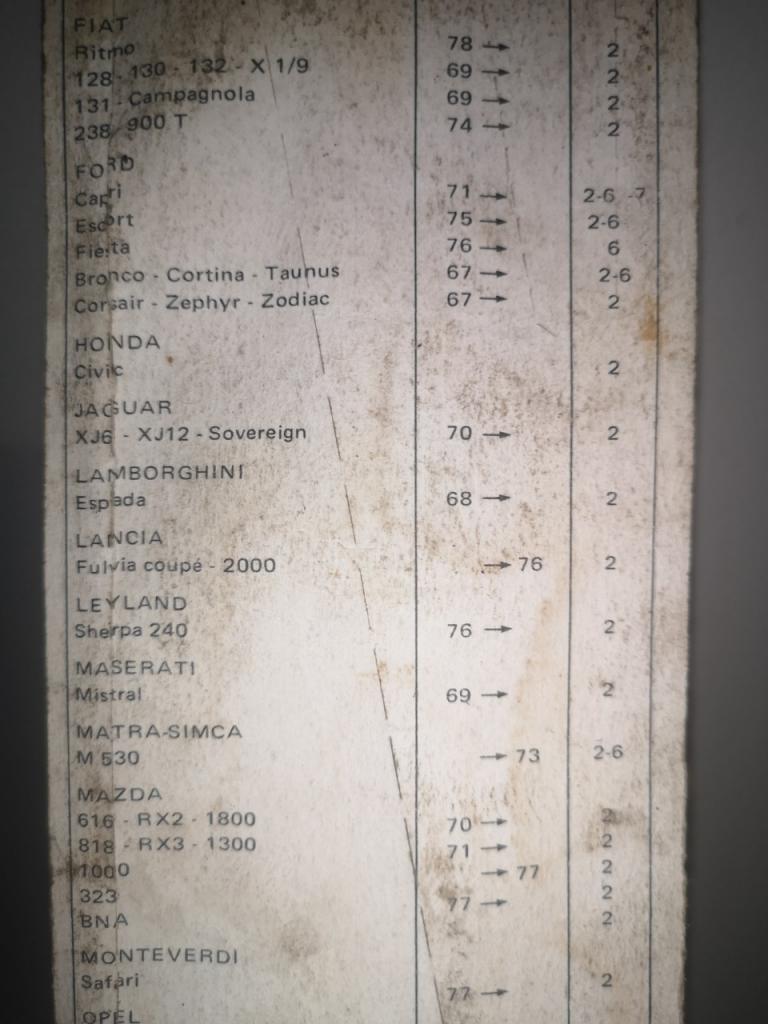 FIAT
Ritmo 78 → 2
128 - 130 - 132 - X 1/9 69 → 2
131 - Campagnola 69 → 2
238 900 T 74 → 2
FORD
Capri 71 → 2-6 -7
Escort 75 → 2-6
Fiesta 76 → 6
Bronco - Cortina - Taunus 67 → 2-6
Corsair - Zephyr - Zodiac 67 → 2
HONDA
Civic 2
JAGUAR
XJ6 - XJ12 - Sovereign 70 → 2
LAMBORGHINI
Espada 68 → 2
LANCIA
Fulvia coupé - 2000 → 76 2
LEYLAND
Sherpa 240 76 → 2
MASERATI
Mistral 69 → 2
MATRA-SIMCA
M 530 → 73 2-6
MAZDA
616 - RX2 - 1800 70 → 2
818 - RX3 - 1300 71 → 2
1000 → 77 2
323 77 → 2
BNA 2
MONTEVERDI
Safari 77 → 2
OPEL